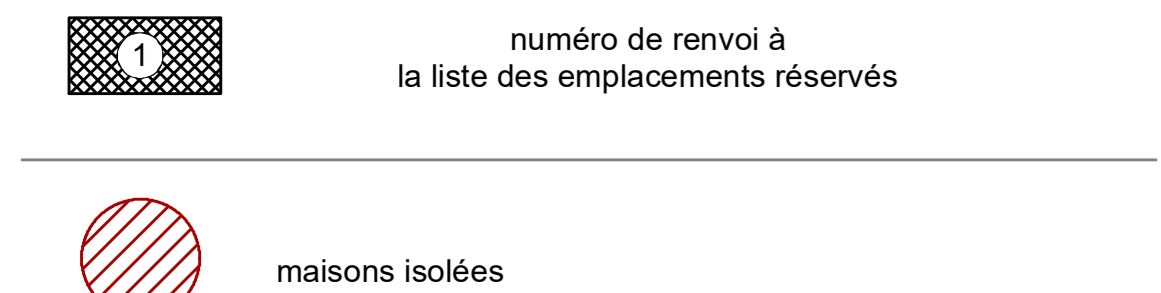 1
numéro de renvoi à
la liste des emplacements réservés
maisons isolées